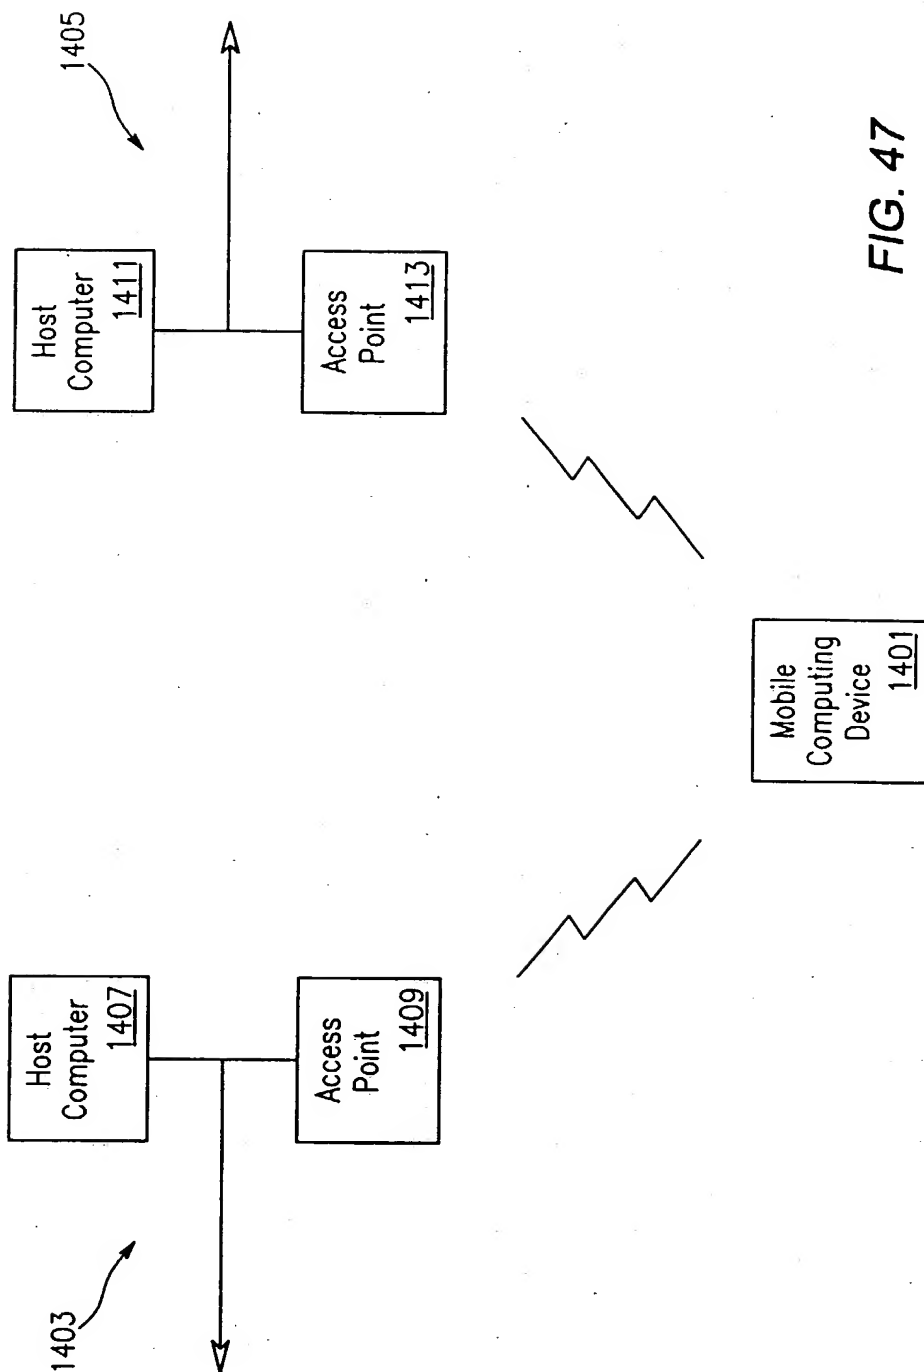 1403
Host
Computer
1407
Access
Point
1409
Mobile
Computing
Device
1401
1405
Host
Computer
1411
Access
Point
1413
FIG. 47